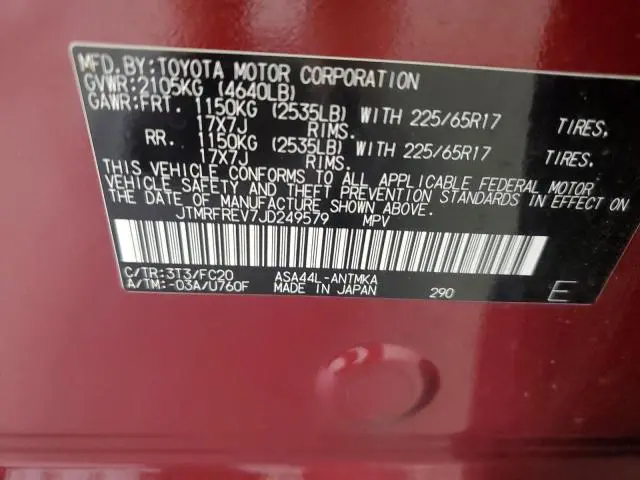 MFD. BY: TOYOTA MOTOR CORPORATION
GVWR: 2105KG (4640LB)
GAWR: FRT. 1150KG (2535LB) WITH 225/65R17 TIRES,
17X7J RIMS.
RR. 1150KG (2535LB) WITH 225/65R17 TIRES,
17X7J RIMS.
THIS VEHICLE CONFORMS TO ALL APPLICABLE FEDERAL MOTOR
VEHICLE SAFETY AND THEFT PREVENTION STANDARDS IN EFFECT ON
THE DATE OF MANUFACTURE SHOWN ABOVE.
JTMRFREV7JD249579 MPV
C/TR: 3T3/FC20 ASA44L-ANTMKA
A/TM: -03A/U760F MADE IN JAPAN 290 E